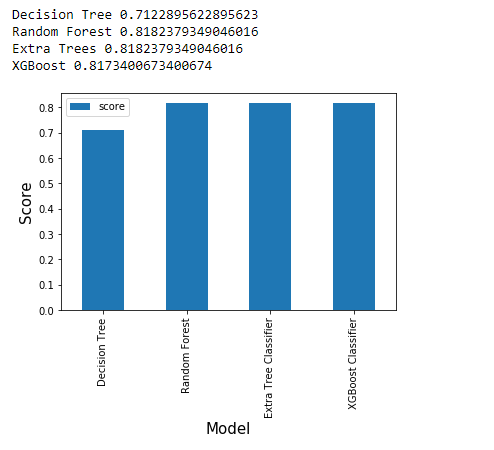 Decision Tree 0.7122895622895623
Random Forest 0.8182379349046016
Extra Trees 0.8182379349046016
XGBoost 0.8173400673400674
score
0.8
0.7
0.6
0.5
0.4
0.3
0.2
0.1
0.0
Score
Decision Tree
Random Forest
Extra Tree Classifier
XGBoost Classifier
Model